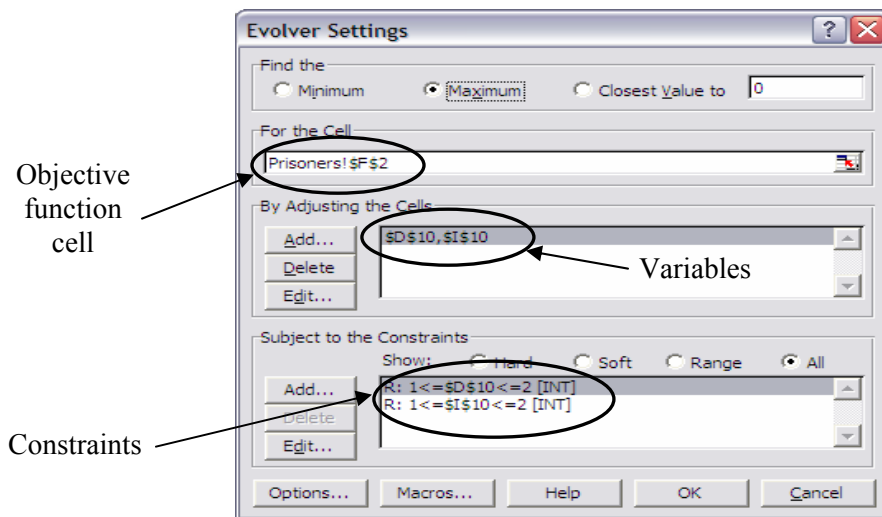 Evolver Settings
Find the
Minimum Maximum Closest Value to 0
For the Cell
Prisoners!$F$2
Objective
function
cell
By Adjusting the Cells
Add... $D$10,$I$10
Delete
Variables
Edit...
Subject to the Constraints
Show: Hard Soft Range All
Add... R: 1<=$D$10<=2 [INT]
R: 1<=$I$10<=2 [INT]
Delete
Constraints
Edit...
Options... Macros... Help OK Cancel